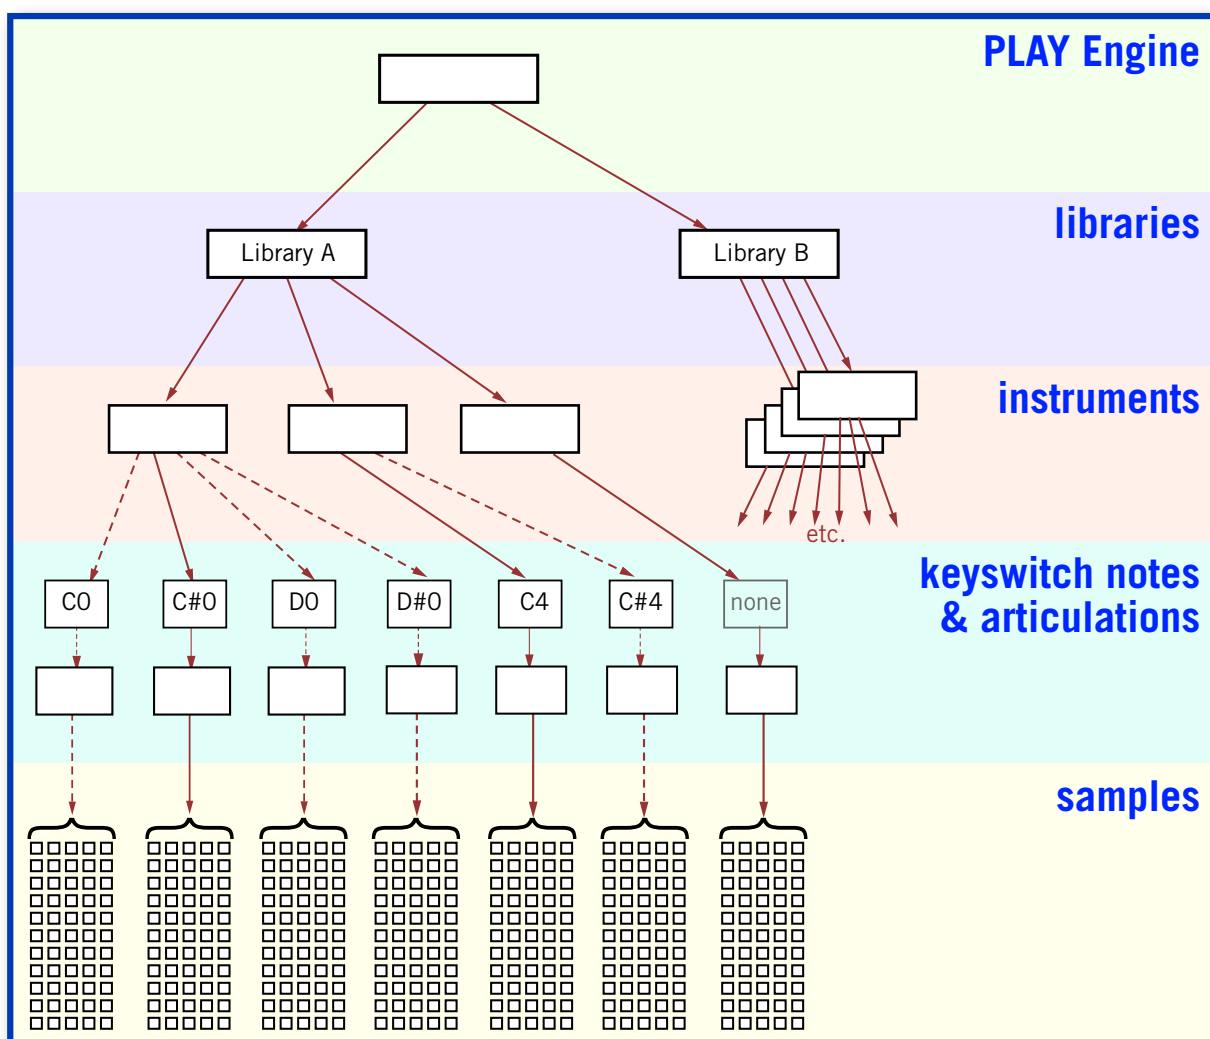 PLAY Engine
libraries
Library A
Library B
instruments
etc.
keyswitch notes
& articulations
C0
C#0
D0
D#0
C4
C#4
none
samples